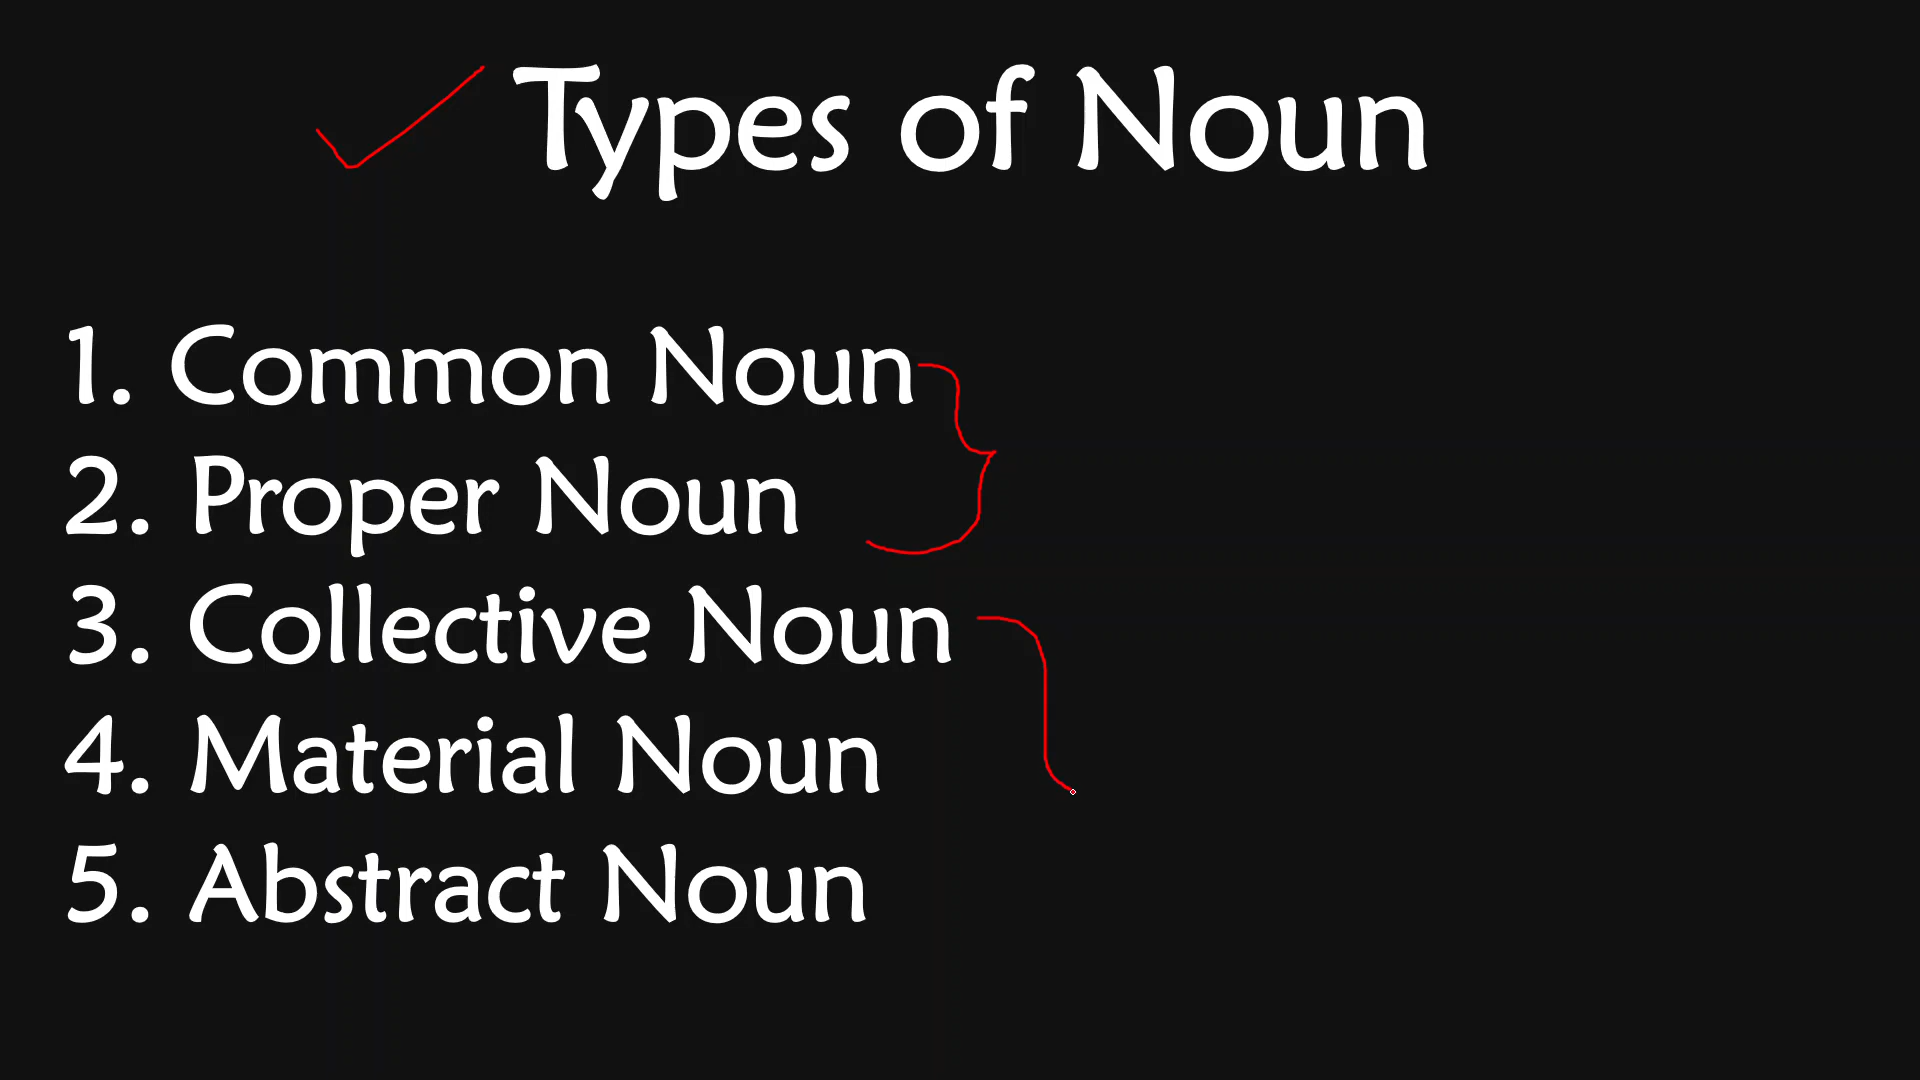 Types of Noun
1. Common Noun
2. Proper Noun
3. Collective Noun
4. Material Noun
5. Abstract Noun